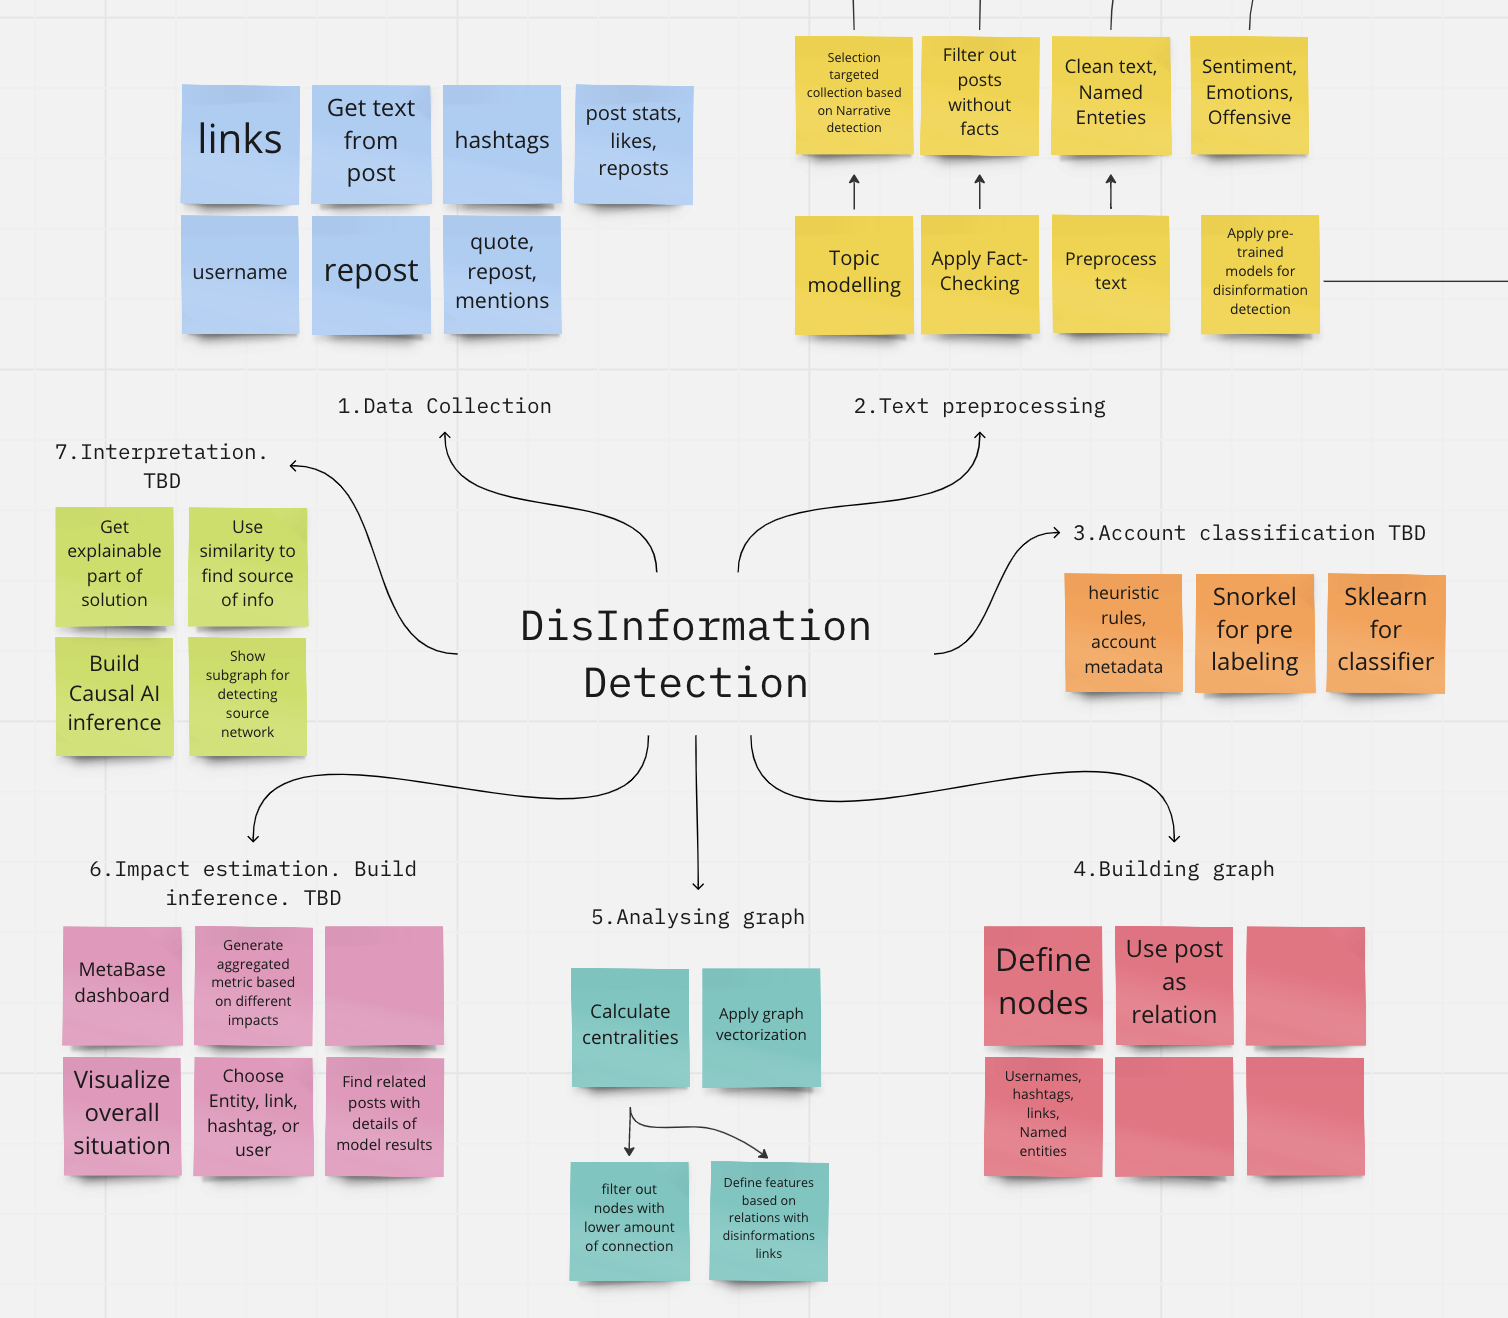 links
Get text
from
post
hashtags
post stats,
likes,
reposts
username
repost
quote,
repost,
mentions
1.Data Collection
Selection
targeted
collection based
on Narrative
detection
Filter out
posts
without
facts
Clean text,
Named
Enteties
Sentiment,
Emotions,
Offensive
Topic
modelling
Apply Fact-
Checking
Preprocess
text
Apply pre-
trained
models for
disinformation
detection
2.Text preprocessing
7.Interpretation.
TBD
Get
explainable
part of
solution
Use
similarity to
find source
of info
Build
Causal AI
inference
Show
subgraph for
detecting
source
network
DisInformation
Detection
3.Account classification TBD
heuristic
rules,
account
metadata
Snorkel
for pre
labeling
Sklearn
for
classifier
6.Impact estimation. Build
inference. TBD
MetaBase
dashboard
Generate
aggregated
metric based
on different
impacts
Visualize
overall
situation
Choose
Entity, link,
hashtag, or
user
Find related
posts with
details of
model results
5.Analysing graph
Calculate
centralities
Apply graph
vectorization
filter out
nodes with
lower amount
of connection
Define features
based on
relations with
disinformations
links
4.Building graph
Define
nodes
Use post
as
relation
Usernames,
hashtags,
links,
Named
entities